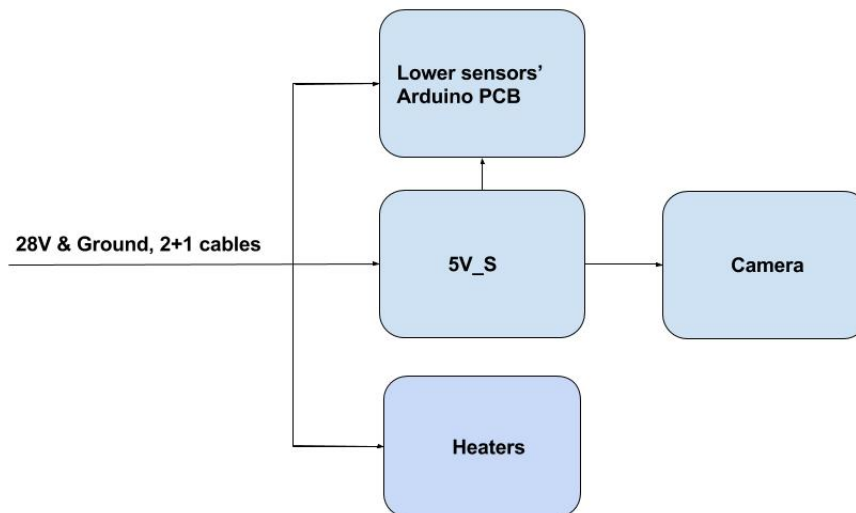 Lower sensors’
Arduino PCB
28V & Ground, 2+1 cables
5V_S
Camera
Heaters